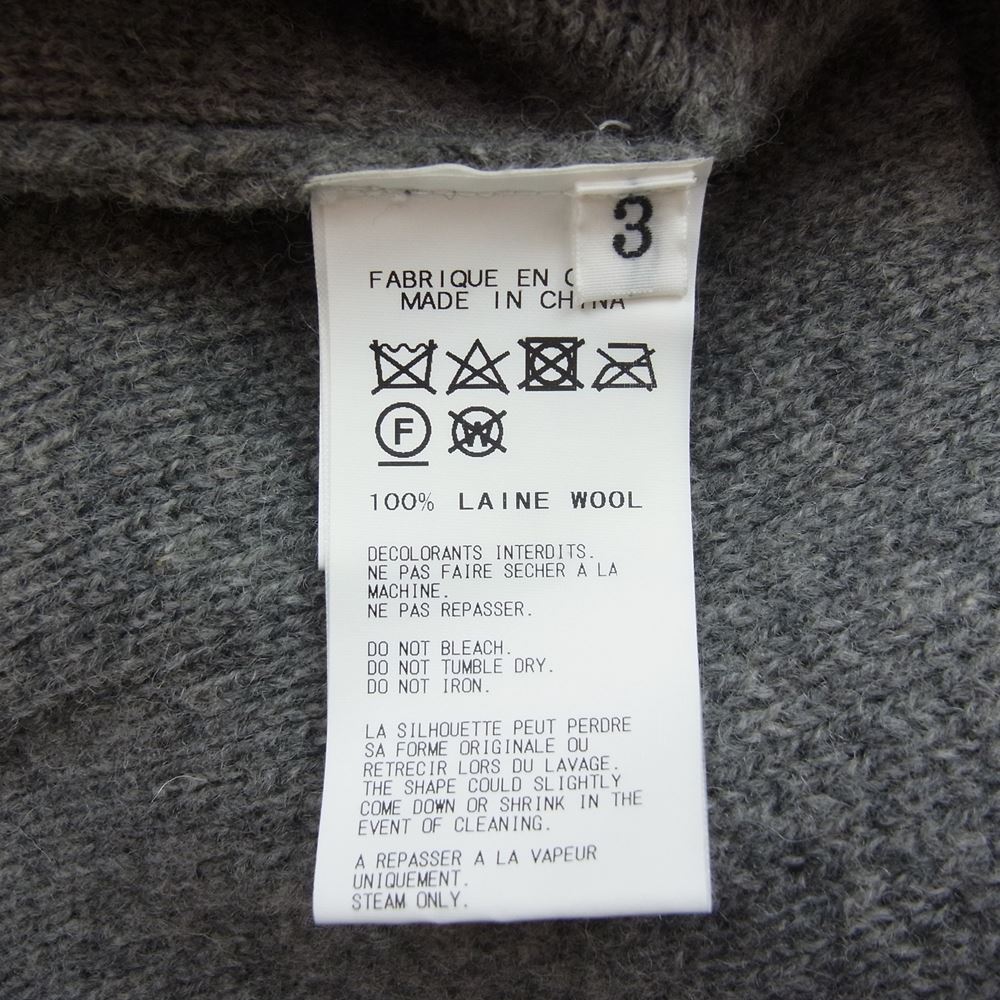 3
FABRIQUE EN
MADE IN CHINA
F
W
100% LAINE WOOL
DECOLORANTS INTERDITS.
NE PAS FAIRE SECHER A LA
MACHINE.
NE PAS REPASSER.
DO NOT BLEACH.
DO NOT TUMBLE DRY.
DO NOT IRON.
LA SILHOUETTE PEUT PERDRE
SA FORME ORIGINALE OU
RETRECIR LORS DU LAVAGE.
THE SHAPE COULD SLIGHTLY
COME DOWN OR SHRINK IN THE
EVENT OF CLEANING.
A REPASSER A LA VAPEUR
UNIQUEMENT.
STEAM ONLY.